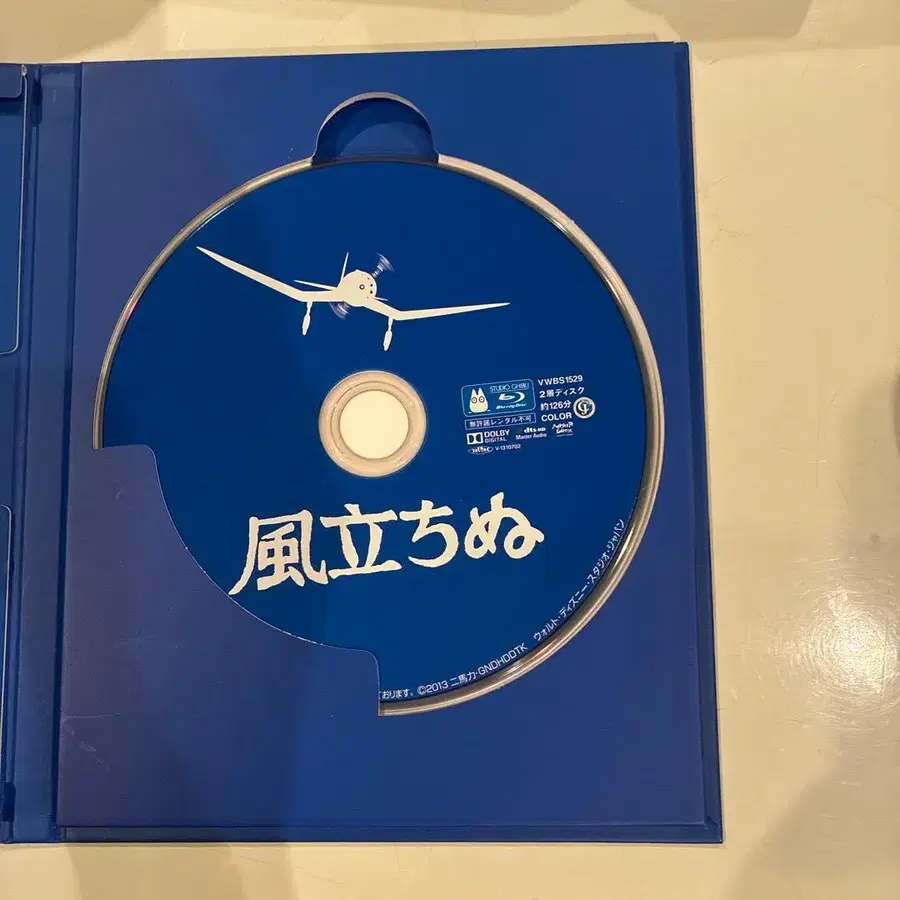 STUDIO GHIBLI
Blu-ray Disc
VWBS1529
2層ディスク
約126分
COLOR
無許諾レンタル不可
DOLBY
DIGITAL
dts HD
Master Audio
V-1310702
風立ちぬ
ております。©2013 二馬力・GNDHDDTK ウォルト・ディズニー・スタジオ・ジャパン